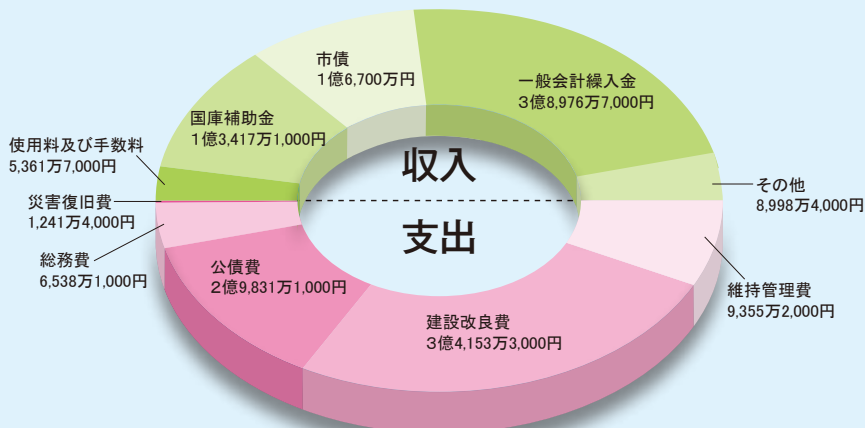 市債
1億6,700万円
一般会計繰入金
3億8,976万7,000円
国庫補助金
1億3,417万1,000円
使用料及び手数料
5,361万7,000円
収入
その他
8,998万4,000円
災害復旧費
1,241万4,000円
支出
総務費
6,538万1,000円
公債費
2億9,831万1,000円
維持管理費
9,355万2,000円
建設改良費
3億4,153万3,000円